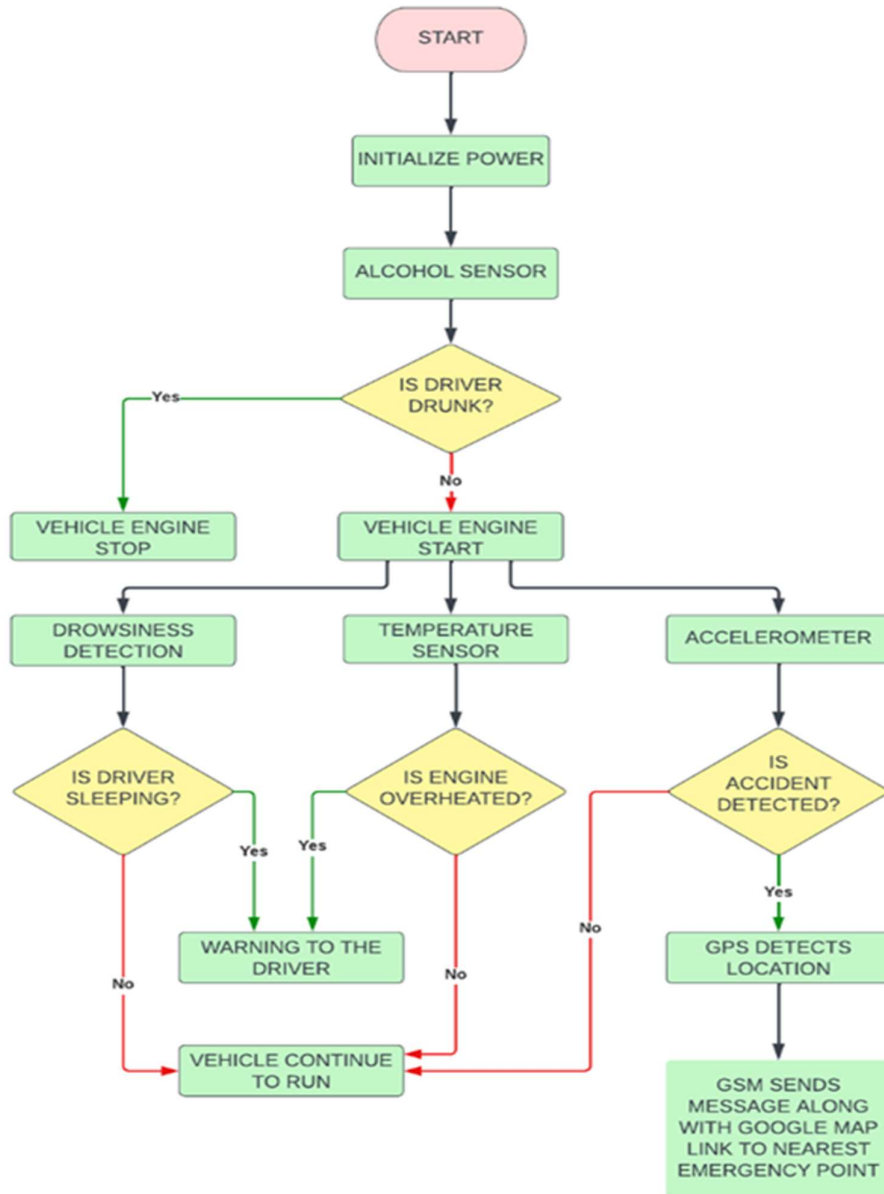 START
INITIALIZE POWER
ALCOHOL SENSOR
IS DRIVER
DRUNK?
Yes
No
VEHICLE ENGINE
STOP
VEHICLE ENGINE
START
DROWSINESS
DETECTION
TEMPERATURE
SENSOR
ACCELEROMETER
IS DRIVER
SLEEPING?
IS ENGINE
OVERHEATED?
IS
ACCIDENT
DETECTED?
Yes
Yes
Yes
No
No
No
WARNING TO THE
DRIVER
GPS DETECTS
LOCATION
VEHICLE CONTINUE
TO RUN
GSM SENDS
MESSAGE ALONG
WITH GOOGLE MAP
LINK TO NEAREST
EMERGENCY POINT